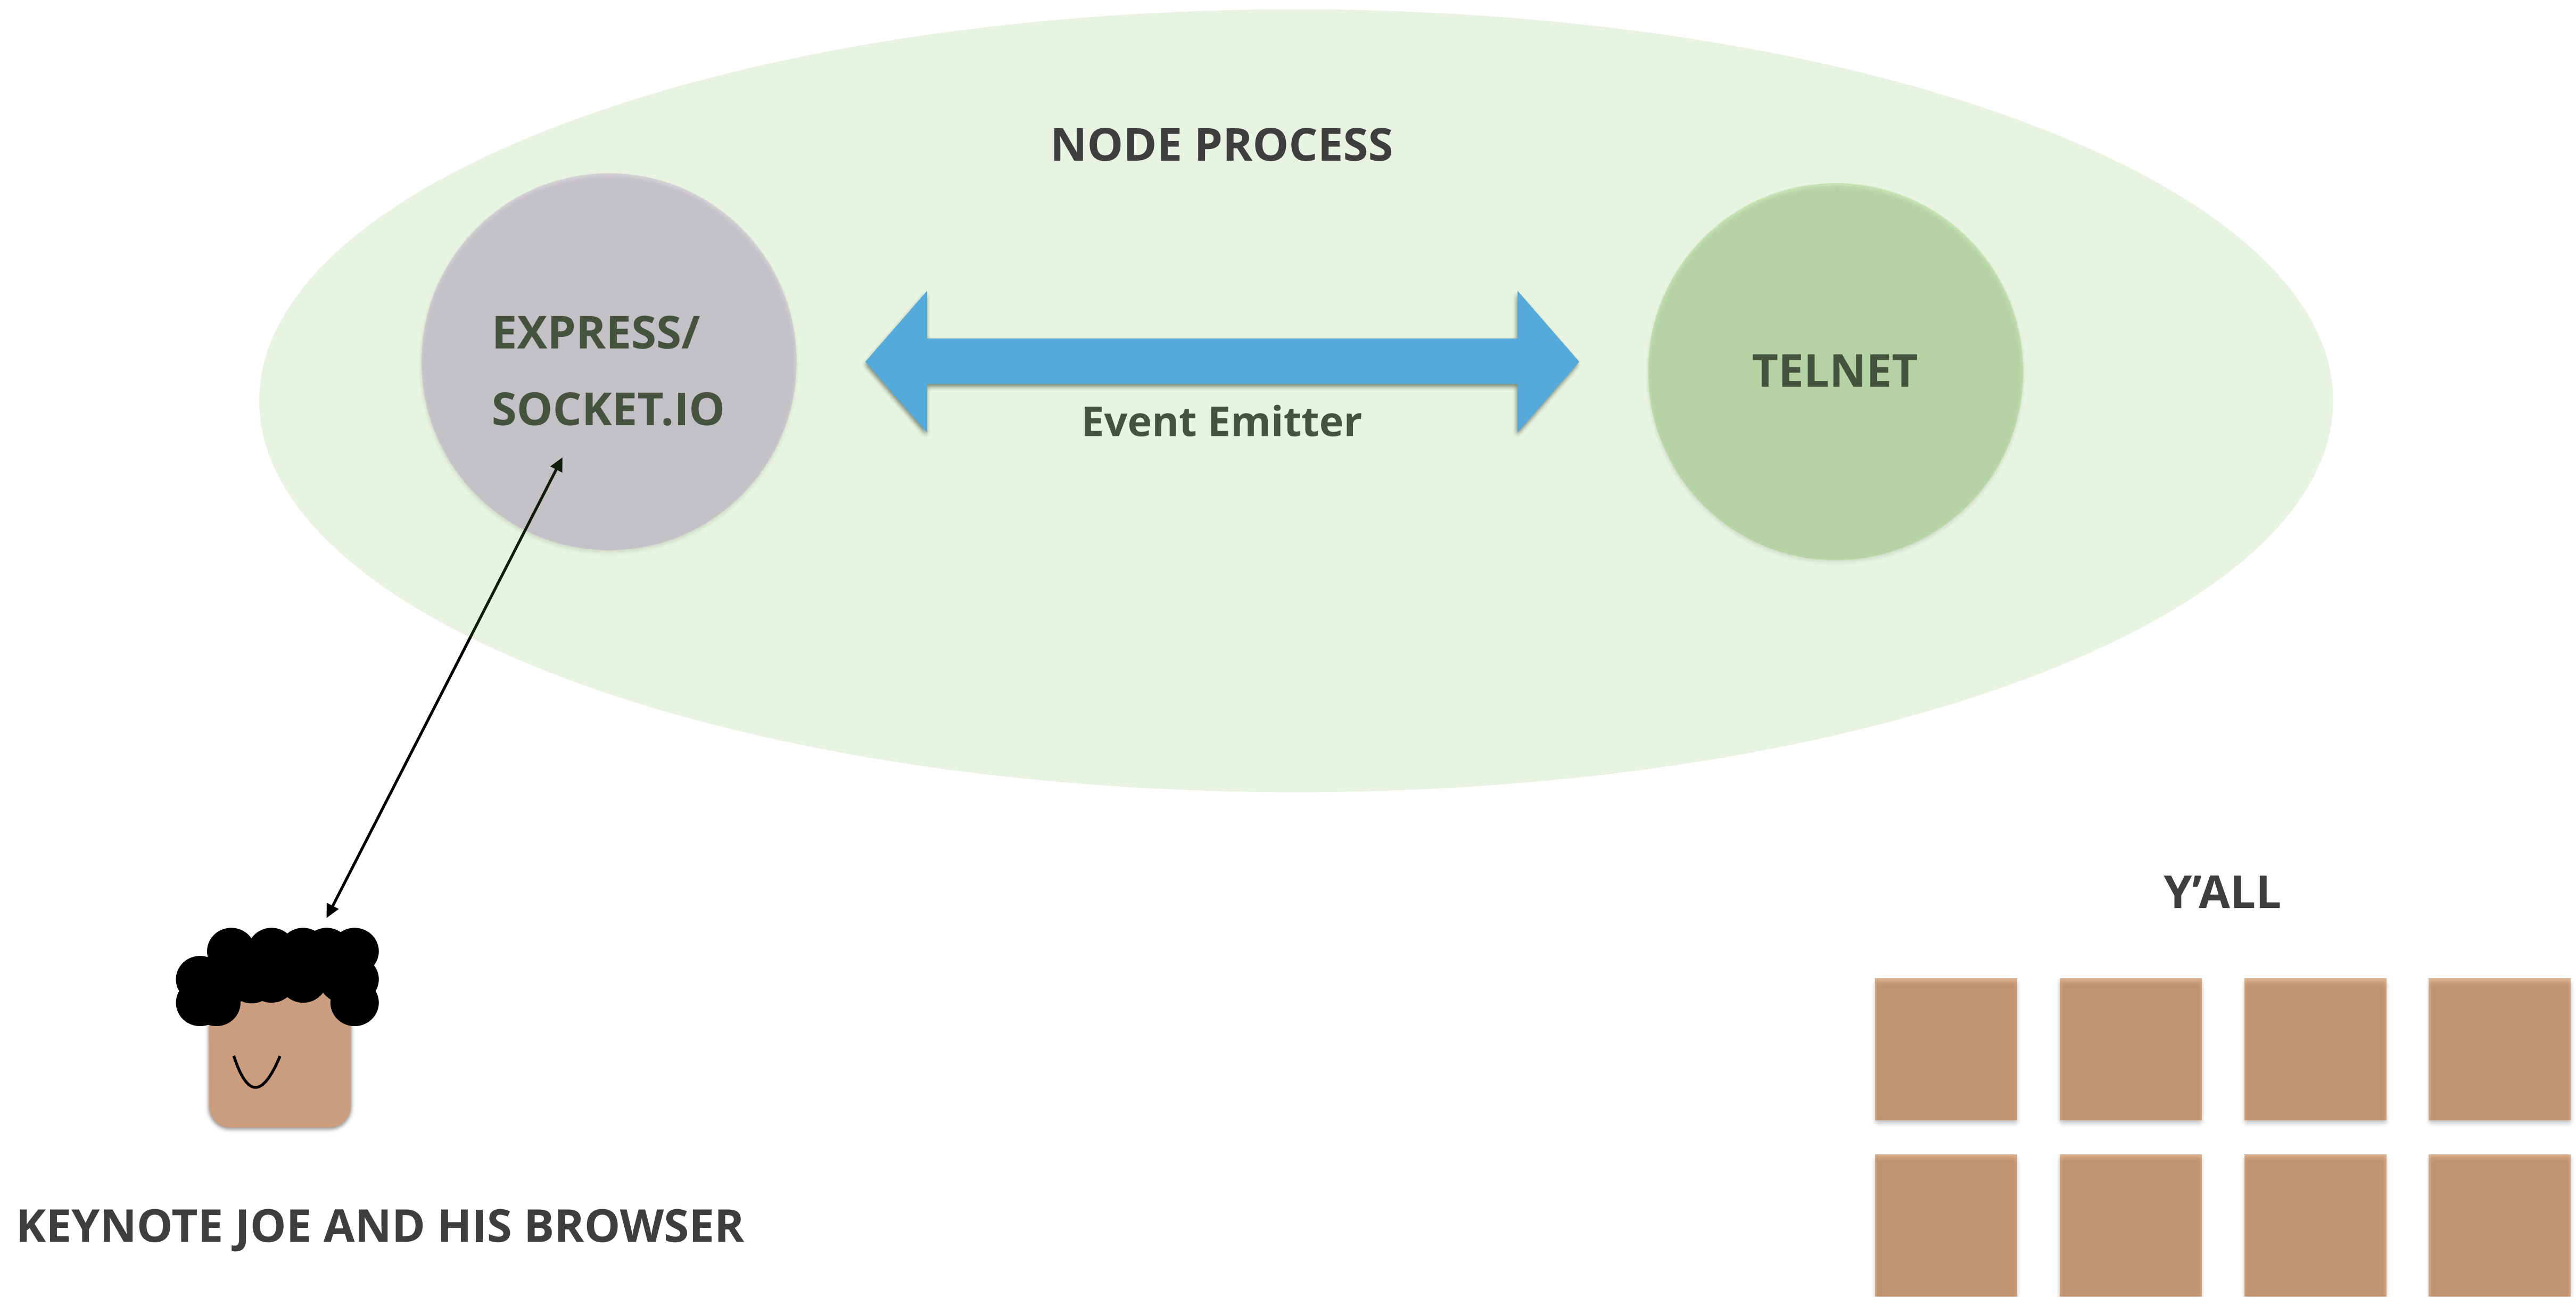 NODE PROCESS
EXPRESS/
SOCKET.IO
TELNET
Event Emitter
Y’ALL
KEYNOTE JOE AND HIS BROWSER